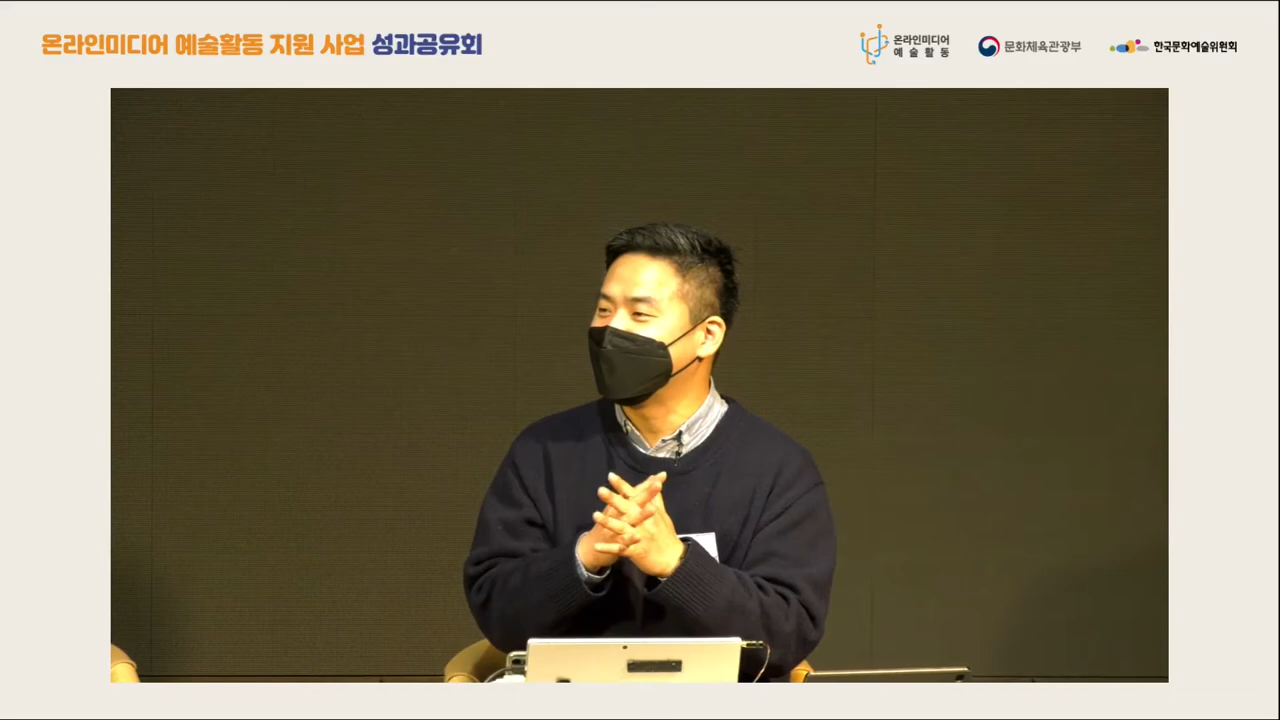 온라인미디어 예술활동 지원 사업 성과공유회
온라인미디어
예술활동
문화체육관광부
한국문화예술위원회